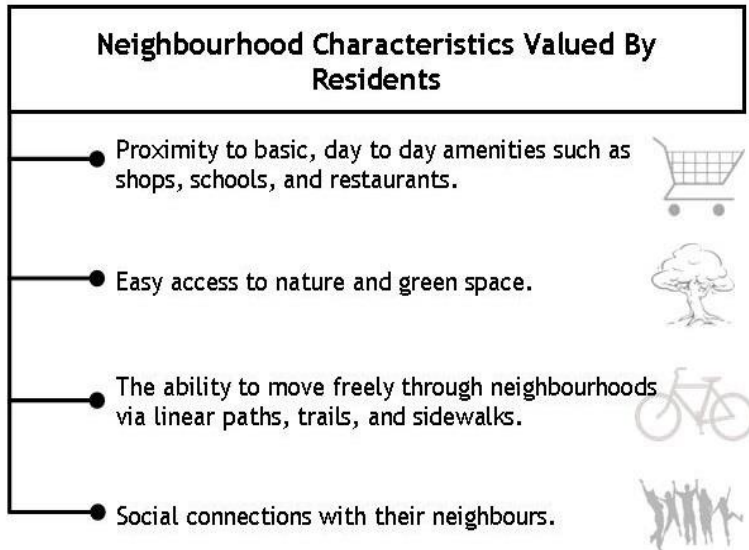 Neighbourhood Characteristics Valued By
Residents
Proximity to basic, day to day amenities such as
shops, schools, and restaurants.
Easy access to nature and green space.
The ability to move freely through neighbourhoods
via linear paths, trails, and sidewalks.
Social connections with their neighbours.